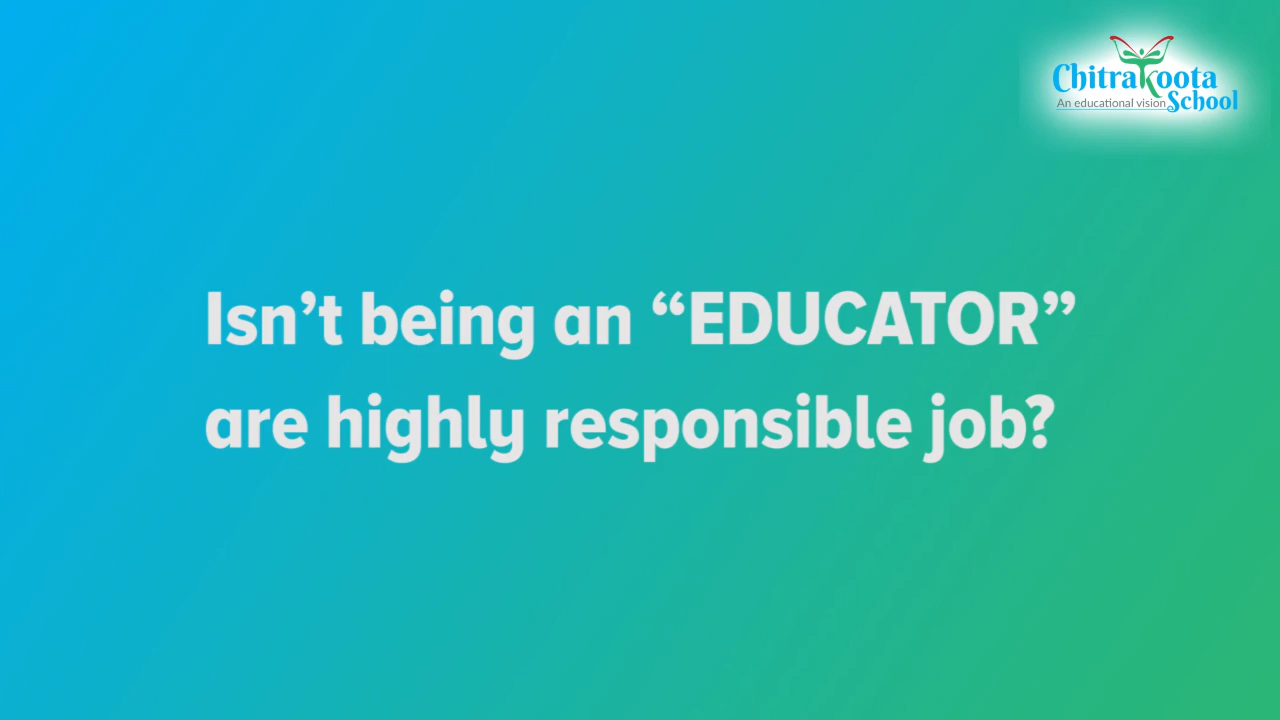 Chitrakoota
An educational vision School
Isn’t being an “EDUCATOR”
are highly responsible job?